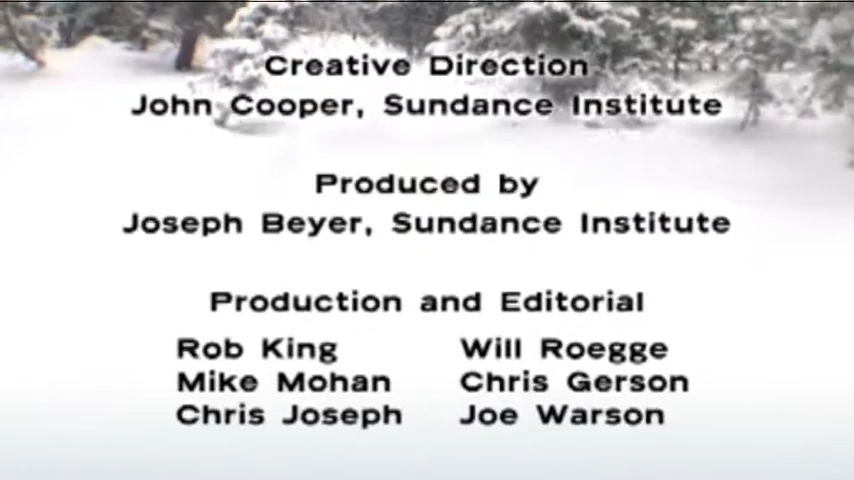 Creative Direction
John Cooper, Sundance Institute
Produced by
Joseph Beyer, Sundance Institute
Production and Editorial
Rob King Will Roegge
Mike Mohan Chris Gerson
Chris Joseph Joe Warson